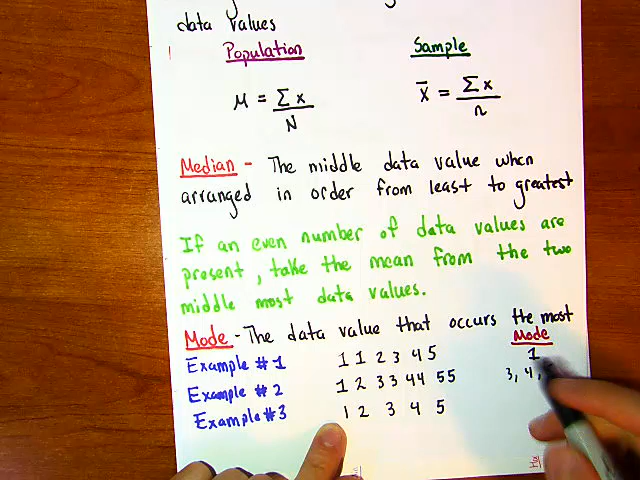 data values
Population Sample
μ = Σx / N x̄ = Σx / n
Median - The middle data value when
arranged in order from least to greatest
If an even number of data values are
present, take the mean from the two
middle most data values.
Mode - The data value that occurs the most
Mode
Example #1 1 1 2 3 4 5 1
Example #2 1 2 3 3 4 4 5 5 3, 4,
Example #3 1 2 3 4 5